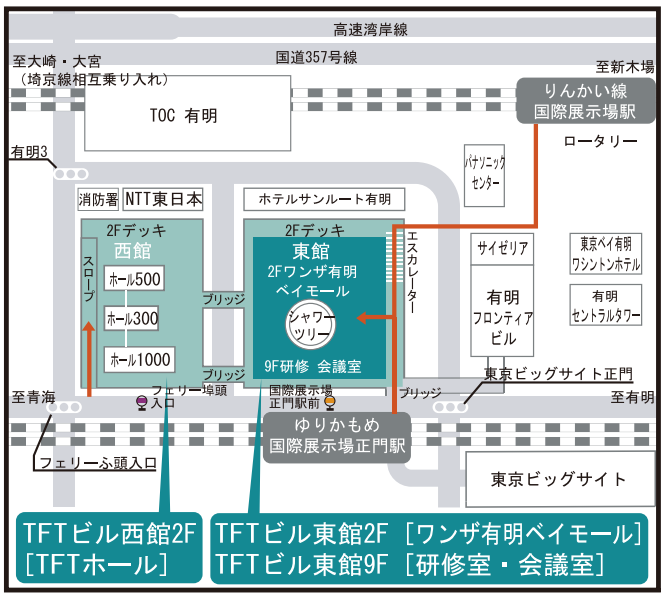 高速湾岸線
国道357号線
至大崎・大宮
(埼京線相互乗り入れ)
至新木場
りんかい線
国際展示場駅
TOC 有明
ロータリー
有明3
パナソニック
センター
消防署
NTT東日本
ホテルサンルート有明
2Fデッキ
西館
スロープ
ホール500
ホール300
ホール1000
ブリッジ
ブリッジ
2Fデッキ
東館
2Fワンザ有明
ベイモール
シャワー
ツリー
9F研修 会議室
エスカレーター
サイゼリア
有明
フロンティア
ビル
東京ベイ有明
ワシントンホテル
有明
セントラルタワー
東京ビッグサイト正門
ブリッジ
至青海
フェリー埠頭
入口
国際展示場
正門駅前
至有明
ゆりかもめ
国際展示場正門駅
フェリーふ頭入口
東京ビッグサイト
TFTビル西館2F
[TFTホール]
TFTビル東館2F [ワンザ有明ベイモール]
TFTビル東館9F [研修室・会議室]